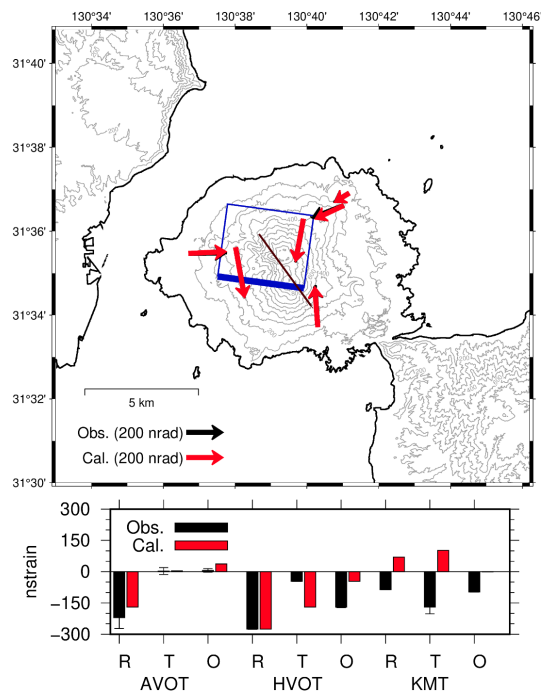 130°34' 130°36' 130°38' 130°40' 130°42' 130°44' 130°46'
31°40'
31°38'
31°36'
31°34'
31°32'
31°30'
5 km
Obs. (200 nrad)
Cal. (200 nrad)
300
150
0
-150
-300
nstrain
Obs.
Cal.
R T O R T O R T O
AVOT HVOT KMT